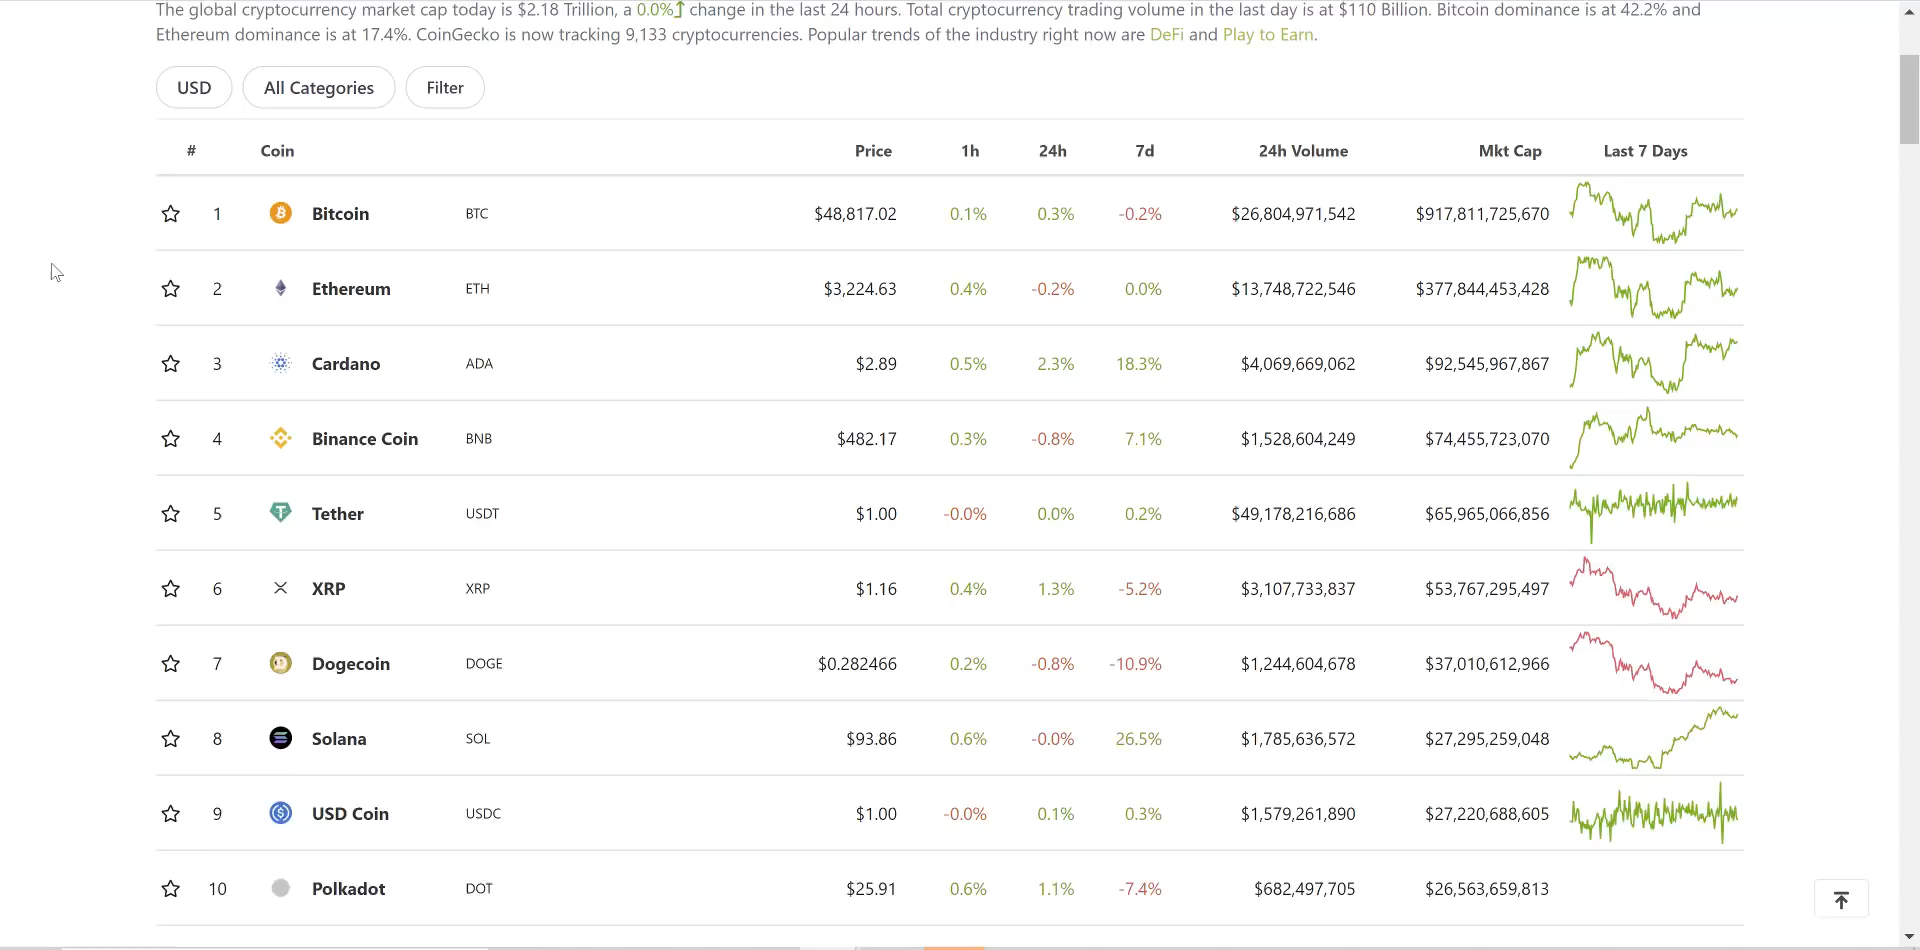 The global cryptocurrency market cap today is $2.18 Trillion, a 0.0% change in the last 24 hours. Total cryptocurrency trading volume in the last day is at $110 Billion. Bitcoin dominance is at 42.2% and
Ethereum dominance is at 17.4%. CoinGecko is now tracking 9,133 cryptocurrencies. Popular trends of the industry right now are DeFi and Play to Earn.
USD All Categories Filter
# Coin Price 1h 24h 7d 24h Volume Mkt Cap Last 7 Days
1 Bitcoin BTC $48,817.02 0.1% 0.3% -0.2% $26,804,971,542 $917,811,725,670
2 Ethereum ETH $3,224.63 0.4% -0.2% 0.0% $13,748,722,546 $377,844,453,428
3 Cardano ADA $2.89 0.5% 2.3% 18.3% $4,069,669,062 $92,545,967,867
4 Binance Coin BNB $482.17 0.3% -0.8% 7.1% $1,528,604,249 $74,455,723,070
5 Tether USDT $1.00 -0.0% 0.0% 0.2% $49,178,216,686 $65,965,066,856
6 XRP XRP $1.16 0.4% 1.3% -5.2% $3,107,733,837 $53,767,295,497
7 Dogecoin DOGE $0.282466 0.2% -0.8% -10.9% $1,244,604,678 $37,010,612,966
8 Solana SOL $93.86 0.6% -0.0% 26.5% $1,785,636,572 $27,295,259,048
9 USD Coin USDC $1.00 -0.0% 0.1% 0.3% $1,579,261,890 $27,220,688,605
10 Polkadot DOT $25.91 0.6% 1.1% -7.4% $682,497,705 $26,563,659,813